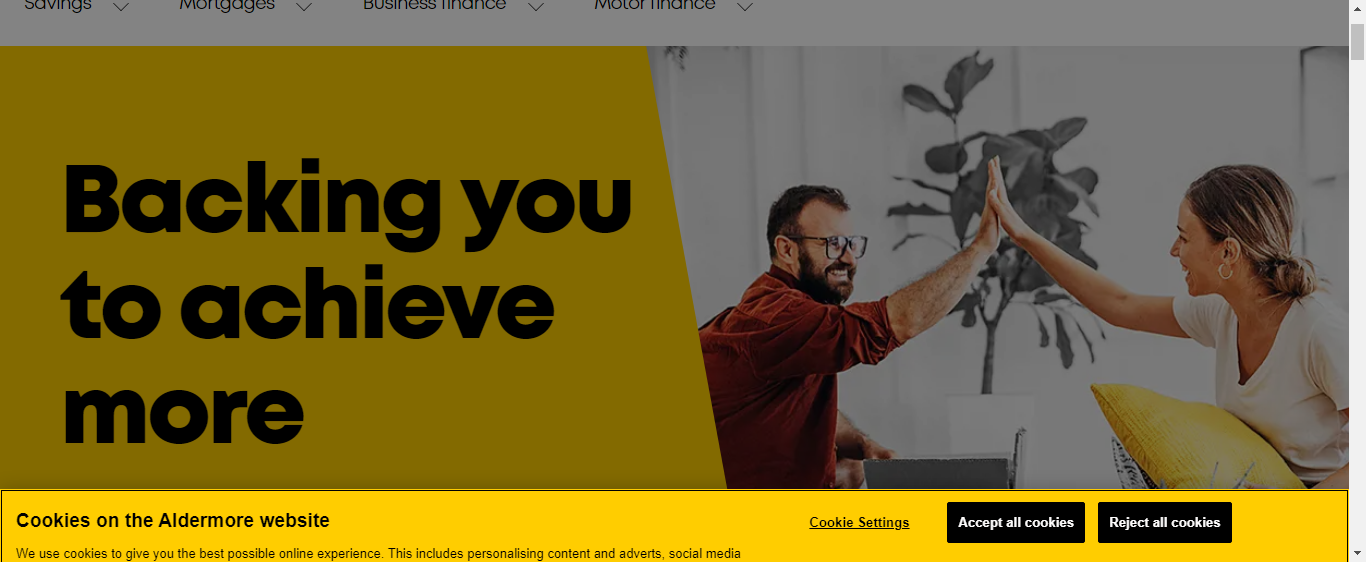 Savings Mortgages Business finance Motor finance
Backing you
to achieve
more
Cookies on the Aldermore website
Cookie Settings Accept all cookies Reject all cookies
We use cookies to give you the best possible online experience. This includes personalising content and adverts, social media